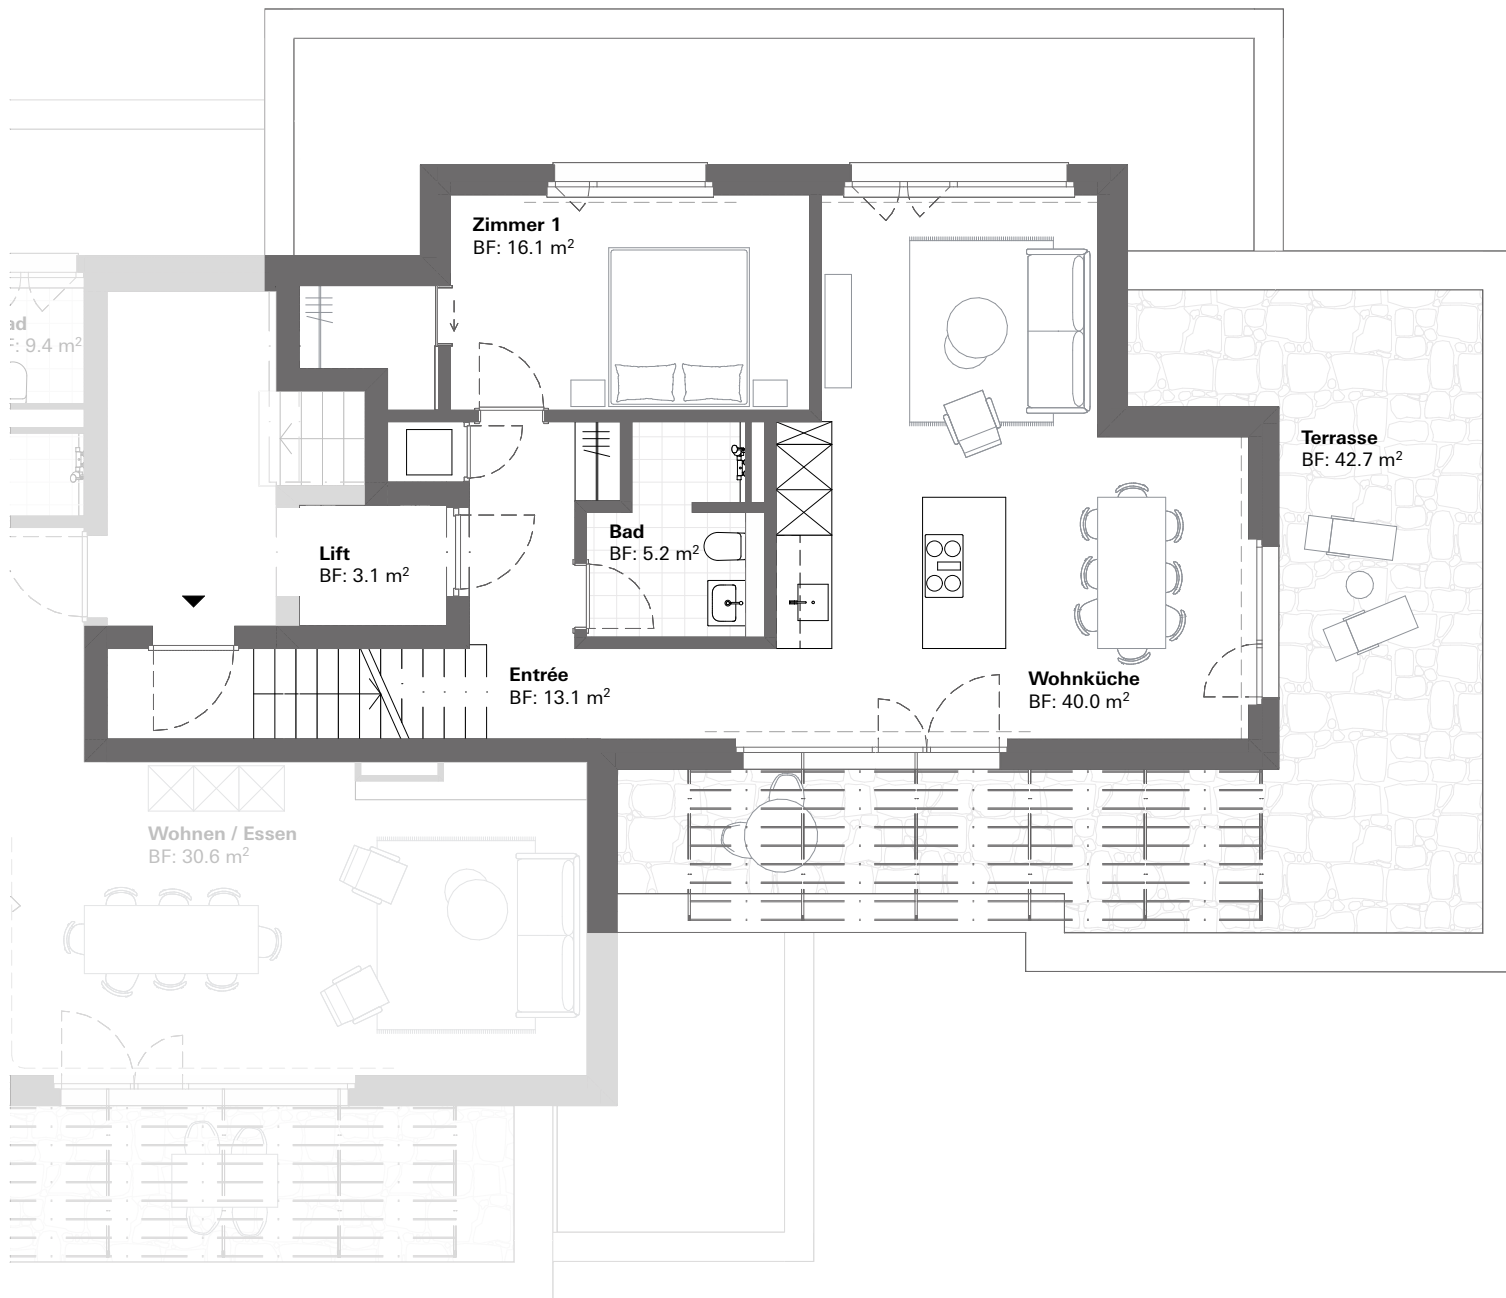 Zimmer 1
BF: 16.1 m²
ad
F: 9.4 m²
Terrasse
BF: 42.7 m²
Lift
BF: 3.1 m²
Bad
BF: 5.2 m²
Entrée
BF: 13.1 m²
Wohnküche
BF: 40.0 m²
Wohnen / Essen
BF: 30.6 m²